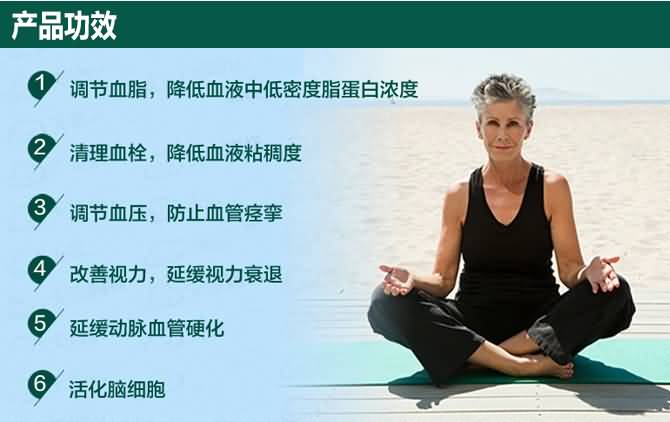 产品功效
1 调节血脂，降低血液中低密度脂蛋白浓度
2 清理血栓，降低血液粘稠度
3 调节血压，防止血管痉挛
4 改善视力，延缓视力衰退
5 延缓动脉血管硬化
6 活化脑细胞